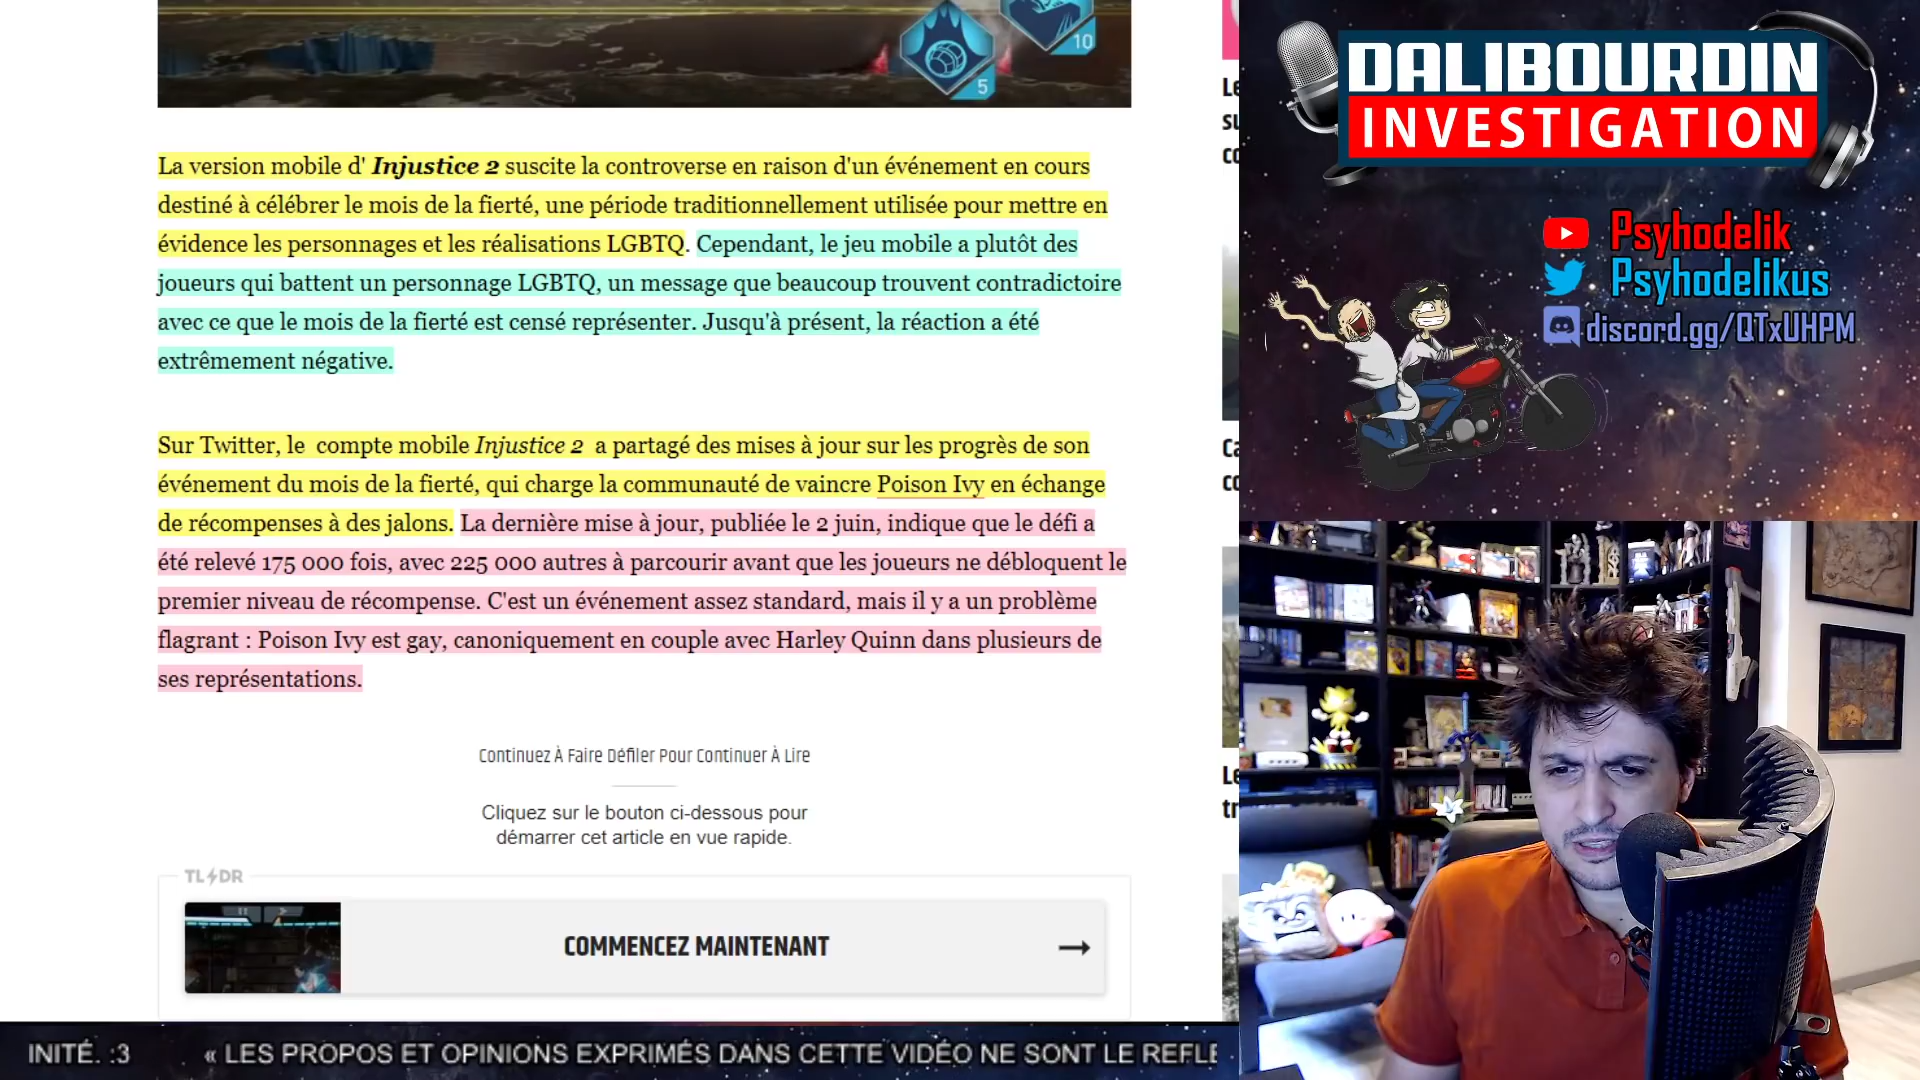 10
5
La version mobile d' Injustice 2 suscite la controverse en raison d'un événement en cours
destiné à célébrer le mois de la fierté, une période traditionnellement utilisée pour mettre en
évidence les personnages et les réalisations LGBTQ. Cependant, le jeu mobile a plutôt des
joueurs qui battent un personnage LGBTQ, un message que beaucoup trouvent contradictoire
avec ce que le mois de la fierté est censé représenter. Jusqu'à présent, la réaction a été
extrêmement négative.
Sur Twitter, le compte mobile Injustice 2 a partagé des mises à jour sur les progrès de son
événement du mois de la fierté, qui charge la communauté de vaincre Poison Ivy en échange
de récompenses à des jalons. La dernière mise à jour, publiée le 2 juin, indique que le défi a
été relevé 175 000 fois, avec 225 000 autres à parcourir avant que les joueurs ne débloquent le
premier niveau de récompense. C'est un événement assez standard, mais il y a un problème
flagrant : Poison Ivy est gay, canoniquement en couple avec Harley Quinn dans plusieurs de
ses représentations.
Continuez À Faire Défiler Pour Continuer À Lire
Cliquez sur le bouton ci-dessous pour
démarrer cet article en vue rapide.
TL DR
COMMENCEZ MAINTENANT
Le
su
co
Ca
co
Le
tr
DALIBOURDIN
INVESTIGATION
Psyhodelik
Psyhodelikus
discord.gg/QTxUHPM
INITÉ. :3 « LES PROPOS ET OPINIONS EXPRIMÉS DANS CETTE VIDÉO NE SONT LE REFLE